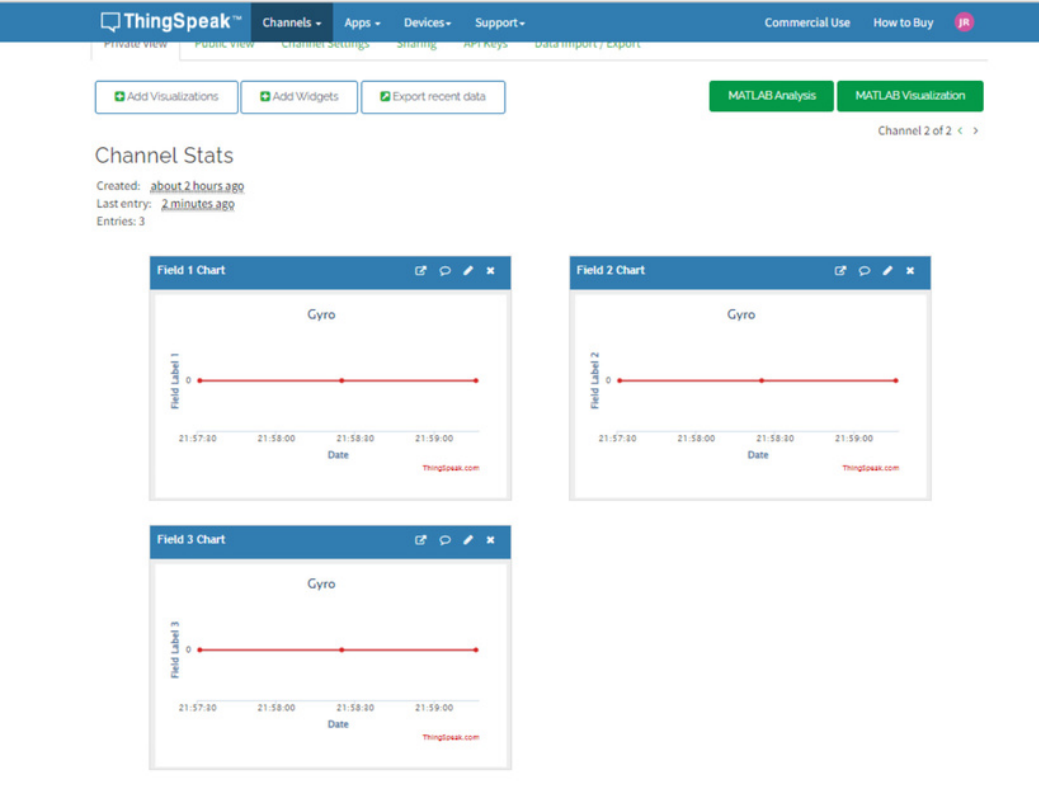 ThingSpeak™ Channels Apps Devices Support Commercial Use How to Buy JR
Private View Public View Channel Settings Sharing API Keys Data Import / Export
Add Visualizations Add Widgets Export recent data MATLAB Analysis MATLAB Visualization
Channel 2 of 2 < >
Channel Stats
Created: about 2 hours ago
Last entry: 2 minutes ago
Entries: 3
Field 1 Chart
Gyro
Field Label 1
0
21:57:30 21:58:00 21:58:30 21:59:00
Date
ThingSpeak.com
Field 2 Chart
Gyro
Field Label 2
0
21:57:30 21:58:00 21:58:30 21:59:00
Date
ThingSpeak.com
Field 3 Chart
Gyro
Field Label 3
0
21:57:30 21:58:00 21:58:30 21:59:00
Date
ThingSpeak.com